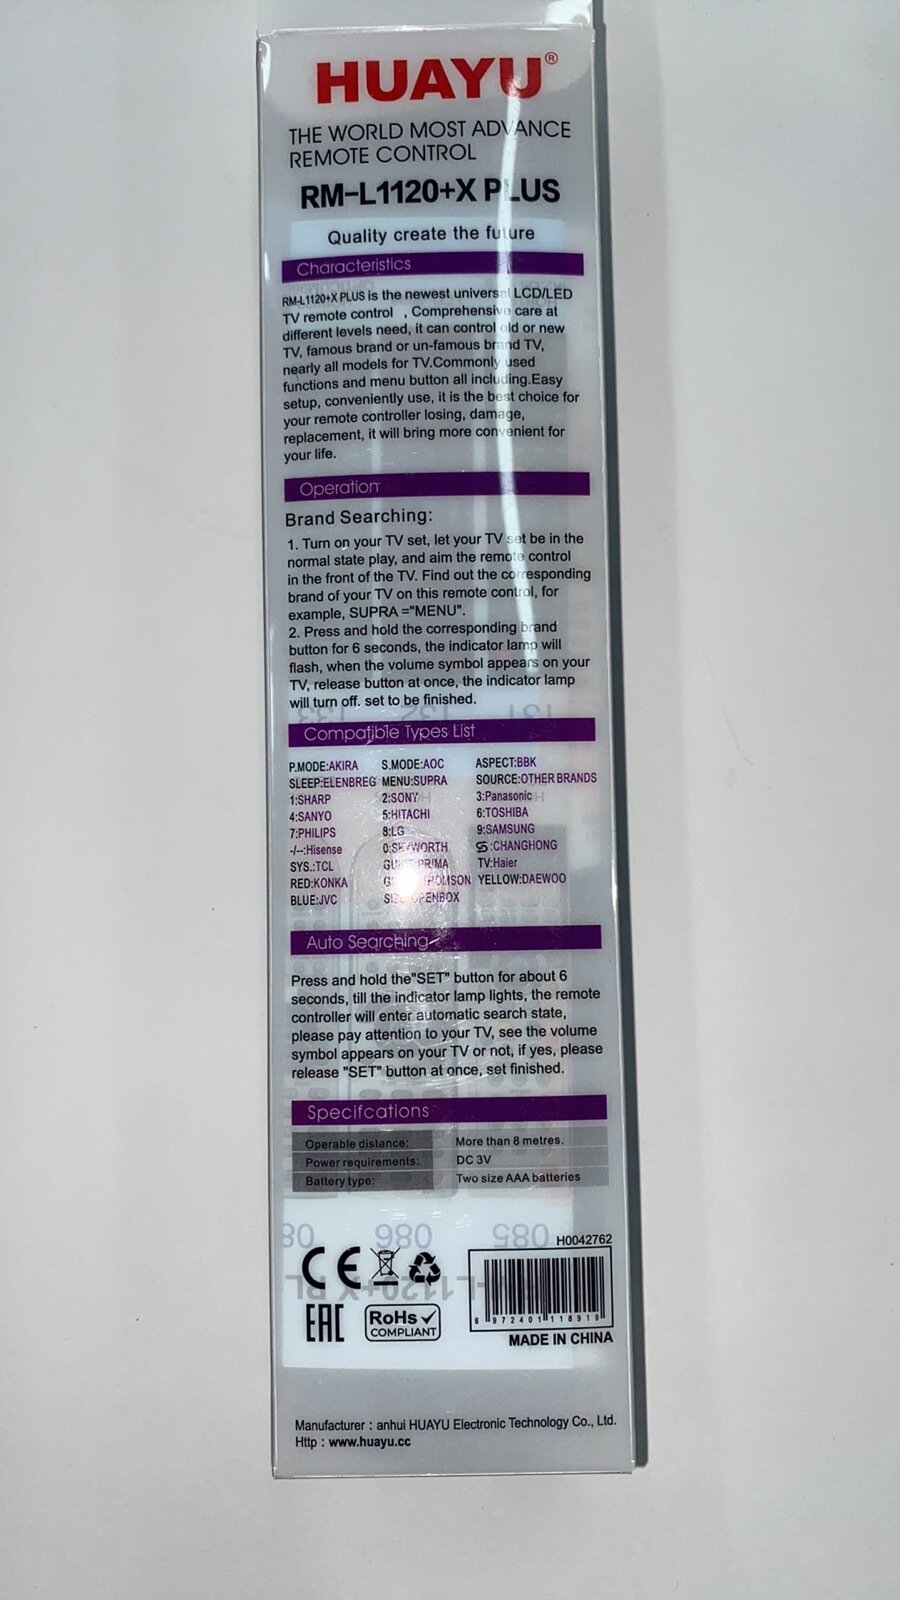 HUAYU®
THE WORLD MOST ADVANCE
REMOTE CONTROL
RM-L1120+X PLUS
Quality create the future
Characteristics
RM-L1120+X PLUS is the newest universal LCD/LED
TV remote control , Comprehensive care at
different levels need, it can control old or new
TV, famous brand or un-famous brand TV,
nearly all models for TV.Commonly used
functions and menu button all including.Easy
setup, conveniently use, it is the best choice for
your remote controller losing, damage,
replacement, it will bring more convenient for
your life.
Operation
Brand Searching:
1. Turn on your TV set, let your TV set be in the
normal state play, and aim the remote control
in the front of the TV. Find out the corresponding
brand of your TV on this remote control, for
example, SUPRA ="MENU".
2. Press and hold the corresponding brand
button for 6 seconds, the indicator lamp will
flash, when the volume symbol appears on your
TV, release button at once, the indicator lamp
will turn off. set to be finished.
Compatible Types List
P.MODE:AKIRA S.MODE:AOC ASPECT:BBK
SLEEP:ELENBREG MENU:SUPRA SOURCE:OTHER BRANDS
1:SHARP 2:SONY 3:Panasonic
4:SANYO 5:HITACHI 6:TOSHIBA
7:PHILIPS 8:LG 9:SAMSUNG
-/--:Hisense 0:SKYWORTH :CHANGHONG
SYS.:TCL PRIMA TV:Haier
RED:KONKA THOMSON YELLOW:DAEWOO
BLUE:JVC OPENBOX
Auto Searching
Press and hold the"SET" button for about 6
seconds, till the indicator lamp lights, the remote
controller will enter automatic search state,
please pay attention to your TV, see the volume
symbol appears on your TV or not, if yes, please
release "SET" button at once, set finished.
Specifcations
Operable distance: More than 8 metres.
Power requirements: DC 3V
Battery type: Two size AAA batteries
086 085
H0042762
CE
EAC
RoHs
COMPLIANT
6 972401 118919
MADE IN CHINA
Manufacturer : anhui HUAYU Electronic Technology Co., Ltd.
Http : www.huayu.cc